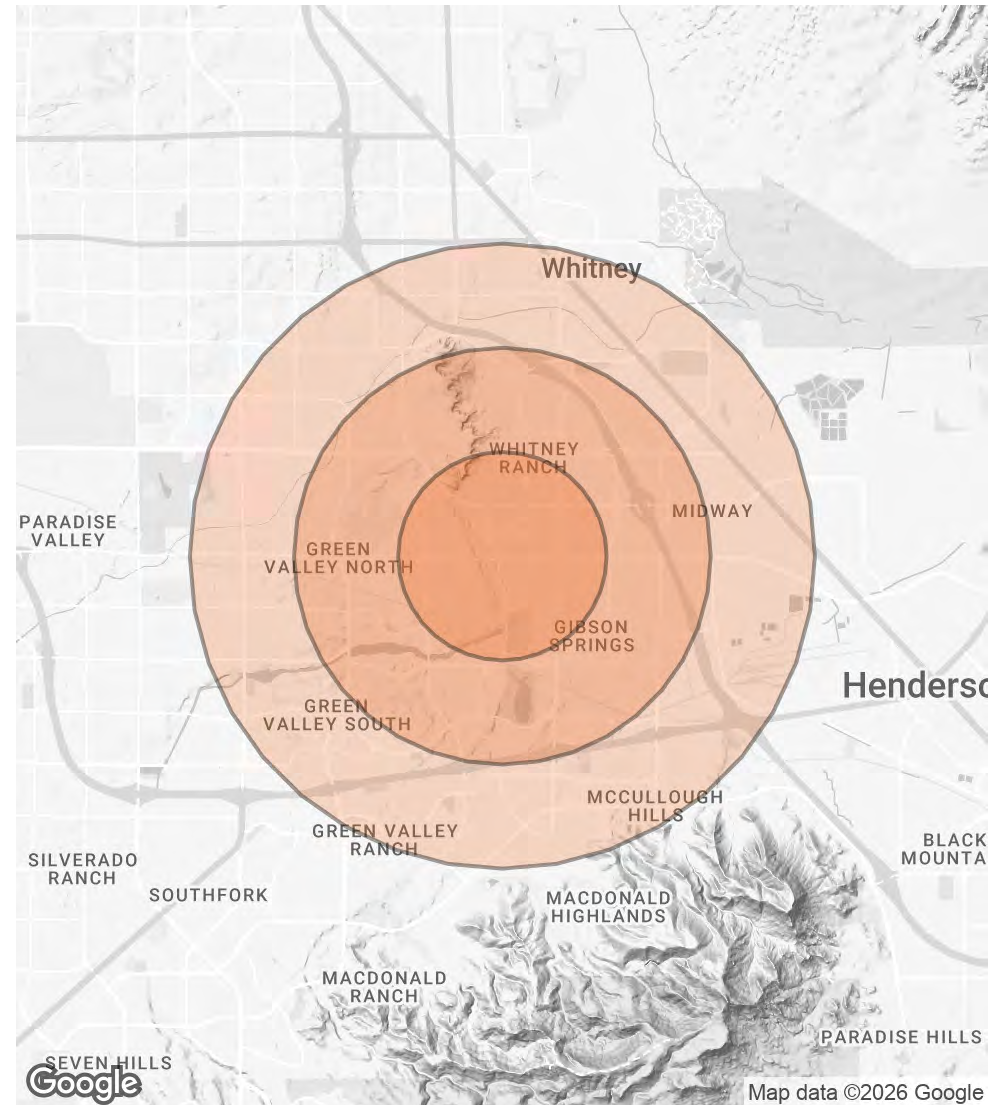 Whitney
WHITNEY
RANCH
MIDWAY
PARADISE
VALLEY
GREEN
VALLEY NORTH
GIBSON
SPRINGS
Henderso
GREEN
VALLEY SOUTH
MCCULLOUGH
HILLS
GREEN VALLEY
RANCH
BLACK
MOUNTA
SILVERADO
RANCH
SOUTHFORK
MACDONALD
HIGHLANDS
MACDONALD
RANCH
PARADISE HILLS
SEVEN HILLS
Google
Map data ©2026 Google